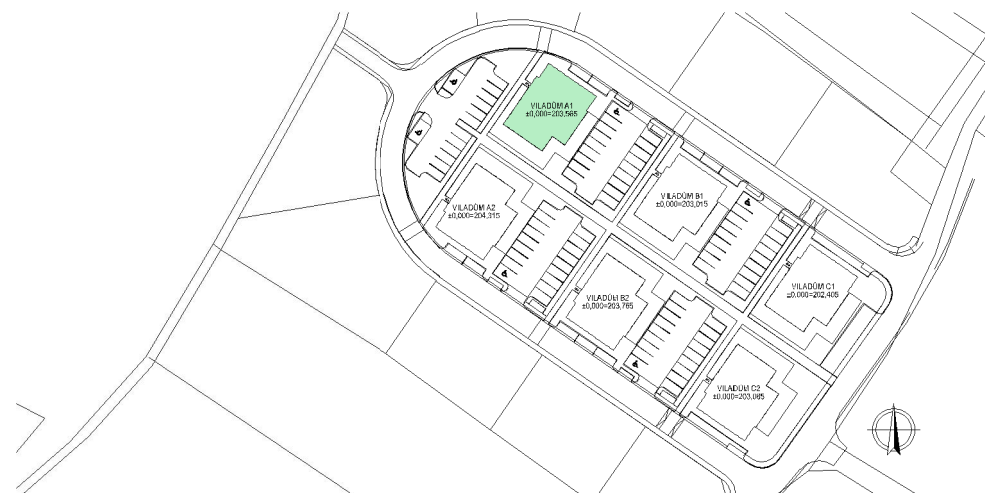 VILADŮM A1
±0,000=203,565
VILADŮM B1
±0,000=203,015
VILADŮM A2
±0,000=204,315
VILADŮM C1
±0,000=202,405
VILADŮM B2
±0,000=203,765
VILADŮM C2
±0,000=203,065